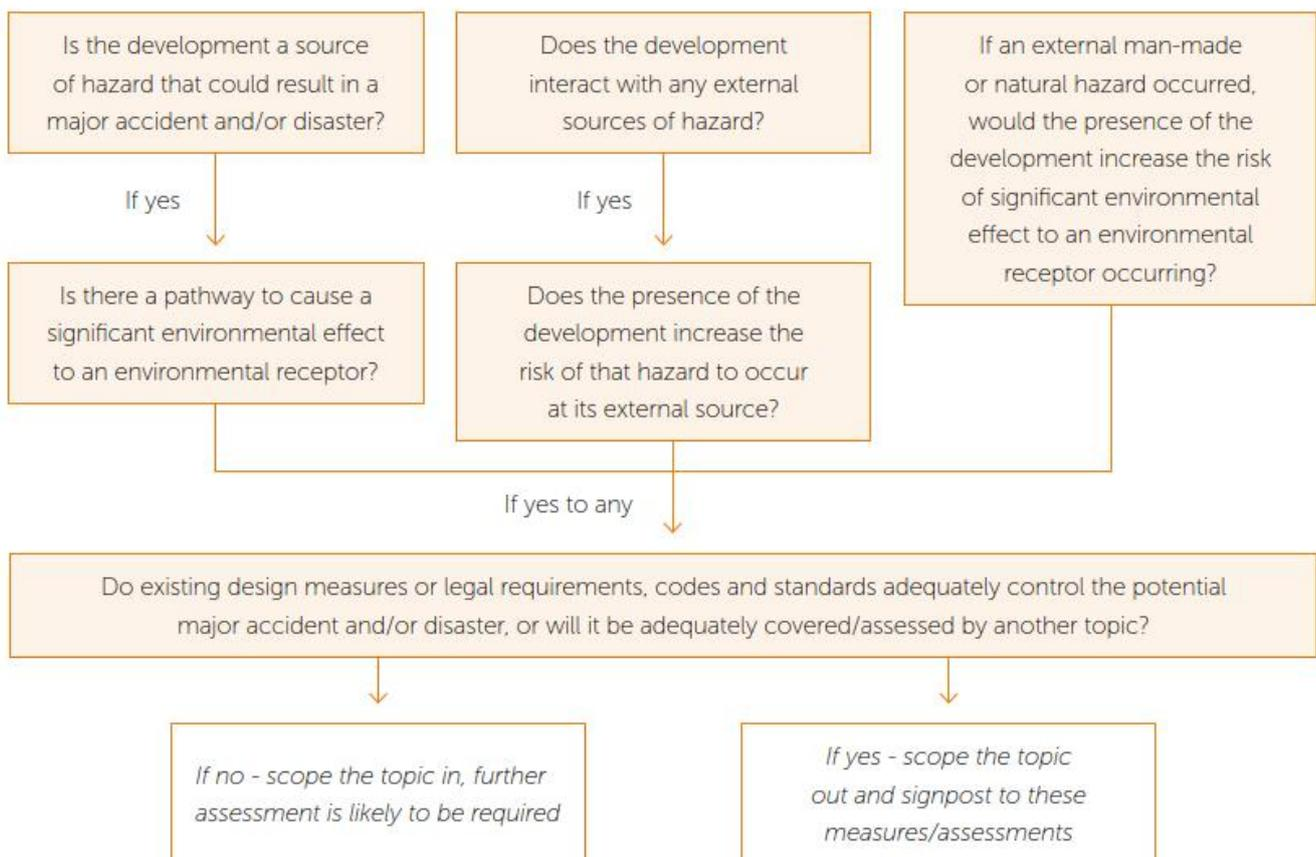 Is the development a source
of hazard that could result in a
major accident and/or disaster?
Does the development
interact with any external
sources of hazard?
If an external man-made
or natural hazard occurred,
would the presence of the
development increase the risk
of significant environmental
effect to an environmental
receptor occurring?
If yes
If yes
Is there a pathway to cause a
significant environmental effect
to an environmental receptor?
Does the presence of the
development increase the
risk of that hazard to occur
at its external source?
If yes to any
Do existing design measures or legal requirements, codes and standards adequately control the potential
major accident and/or disaster, or will it be adequately covered/assessed by another topic?
If no - scope the topic in, further
assessment is likely to be required
If yes - scope the topic
out and signpost to these
measures/assessments